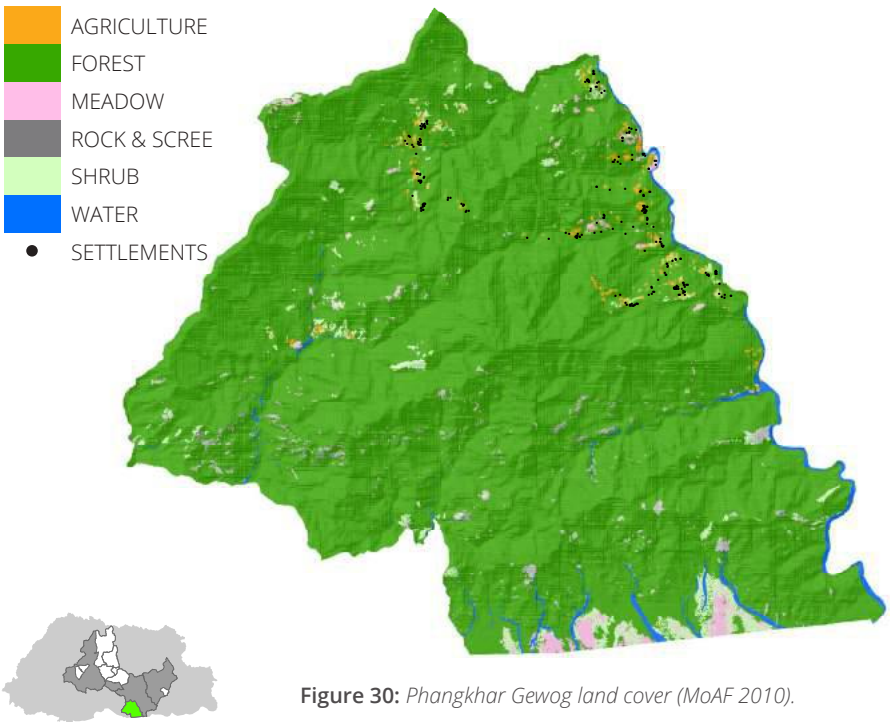 AGRICULTURE
FOREST
MEADOW
ROCK & SCREE
SHRUB
WATER
SETTLEMENTS
Figure 30: Phangkhar Gewog land cover (MoAF 2010).